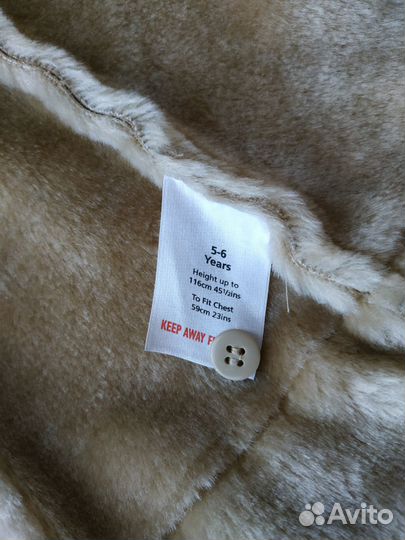 5-6
Years
Height up to
116cm 45½ins
To Fit Chest
59cm 23ins
KEEP AWAY
Avito